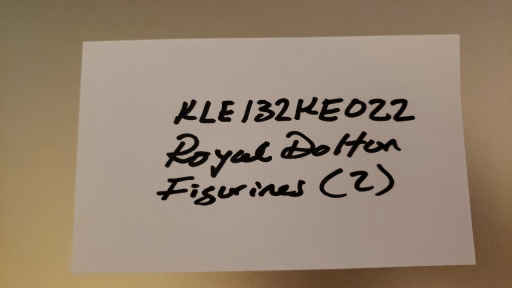 KLE132KE022
Royal Dolton
Figurines (2)